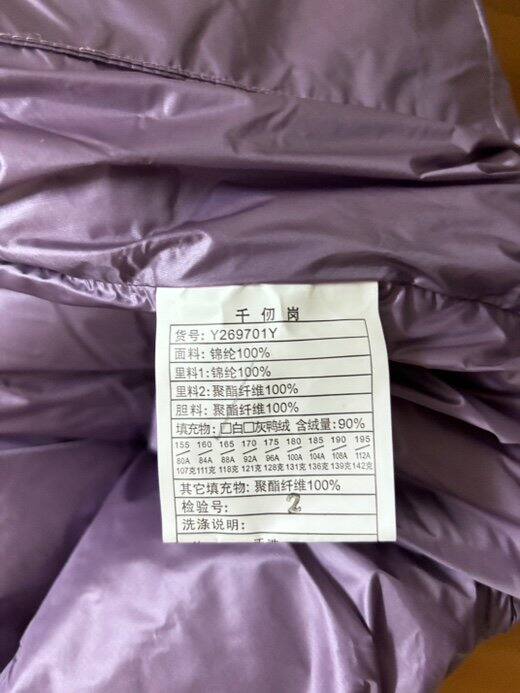 千仞岗
货号: Y269701Y
面料: 锦纶100%
里料1: 锦纶100%
里料2: 聚酯纤维100%
胆料: 聚酯纤维100%
填充物: □白□灰鸭绒 含绒量: 90%
155 160 165 170 175 180 185 190 195
80A 84A 88A 92A 96A 100A 104A 108A 112A
107克 111克 118克 121克 128克 131克 136克 139克 142克
其它填充物: 聚酯纤维100%
检验号: 2
洗涤说明: